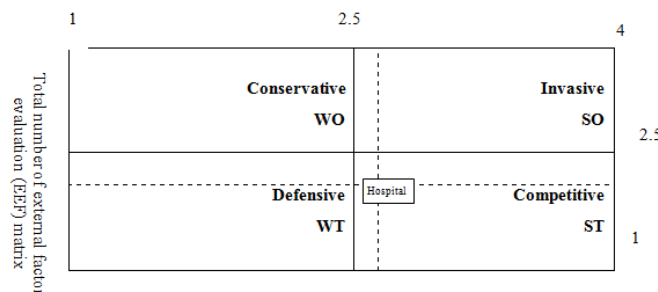 1
2.5
4
Conservative
WO
Invasive
SO
2.5
Total number of external factor
evaluation (EEF) matrix
Defensive
WT
Hospital
Competitive
ST
1